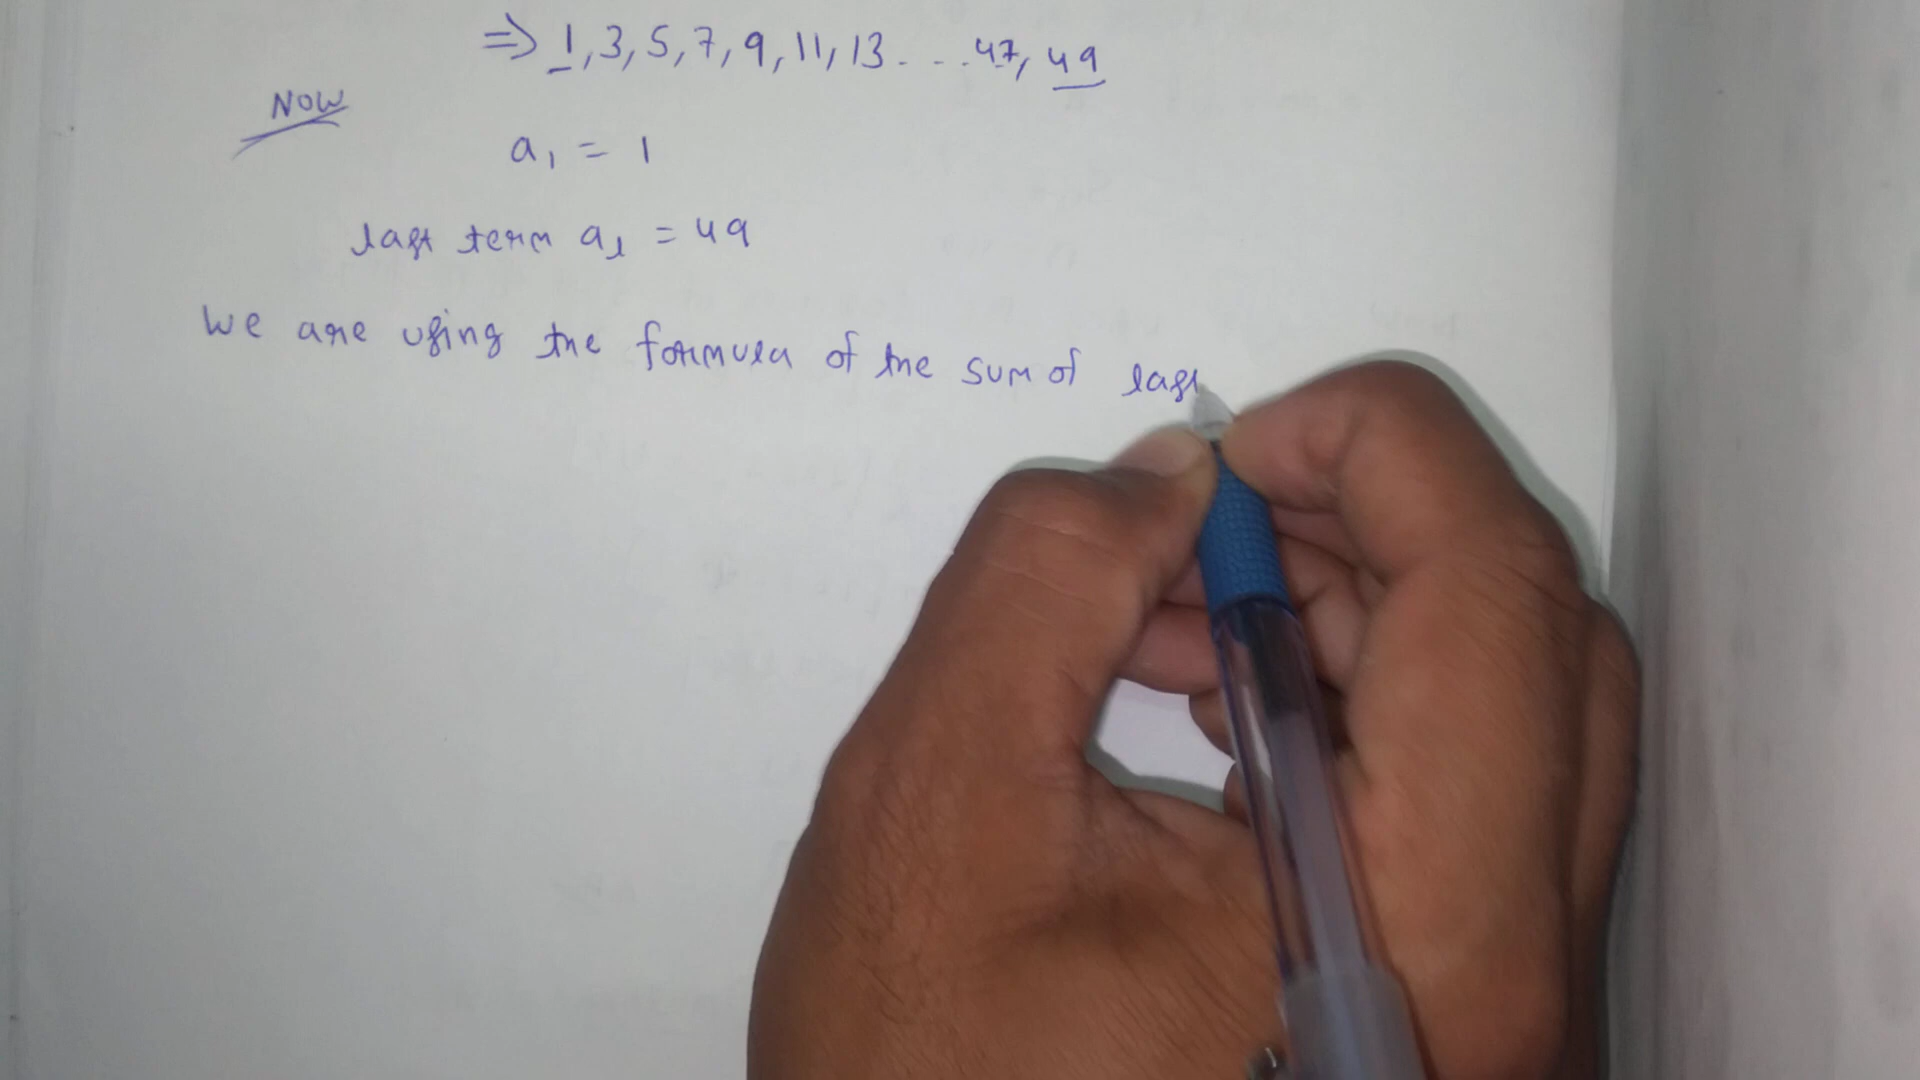 ⇒ 1, 3, 5, 7, 9, 11, 13 - - . . 47, 49
NOW
a₁ = 1
last term aₗ = 49
We are using the formula of the sum of last